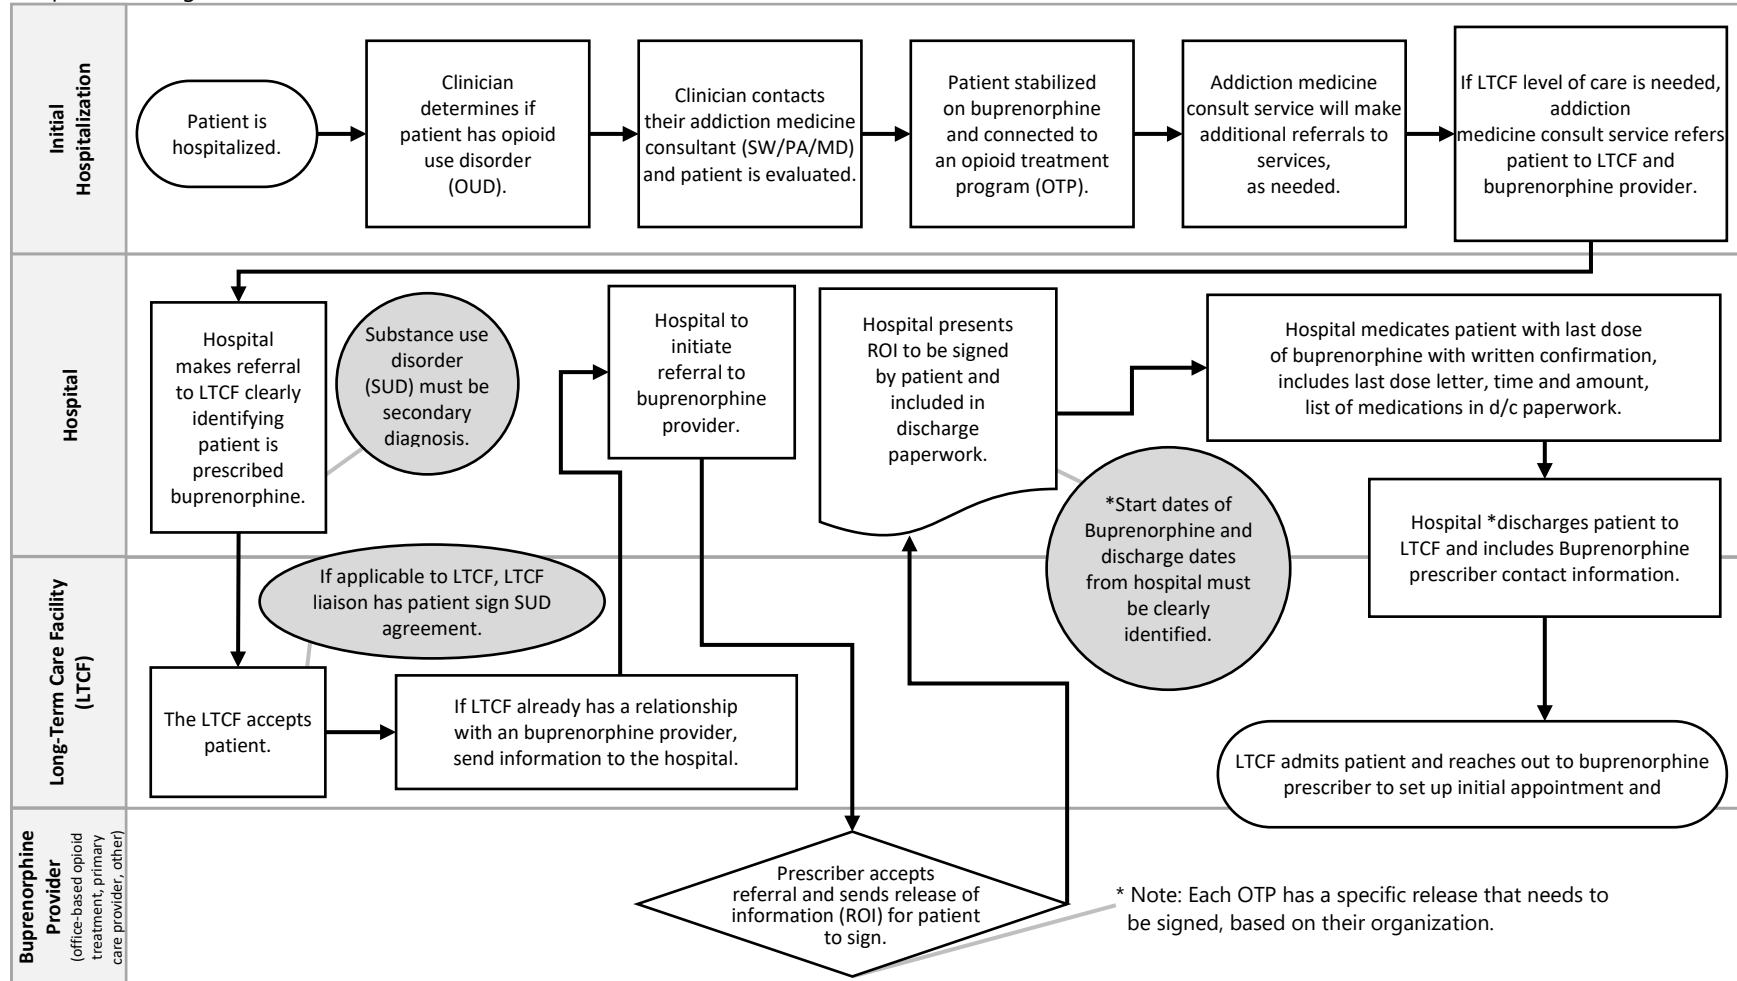 Initial
Hospitalization
Patient is
hospitalized.
Clinician
determines if
patient has opioid
use disorder
(OUD).
Clinician contacts
their addiction medicine
consultant (SW/PA/MD)
and patient is evaluated.
Patient stabilized
on buprenorphine
and connected to
an opioid treatment
program (OTP).
Addiction medicine
consult service will make
additional referrals to
services,
as needed.
If LTCF level of care is needed,
addiction
medicine consult service refers
patient to LTCF and
buprenorphine provider.
Hospital
Hospital
makes referral
to LTCF clearly
identifying
patient is
prescribed
buprenorphine.
Substance use
disorder
(SUD) must be
secondary
diagnosis.
Hospital to
initiate
referral to
buprenorphine
provider.
Hospital presents
ROI to be signed
by patient and
included in
discharge
paperwork.
*Start dates of
Buprenorphine and
discharge dates
from hospital must
be clearly
identified.
Hospital medicates patient with last dose
of buprenorphine with written confirmation,
includes last dose letter, time and amount,
list of medications in d/c paperwork.
Hospital *discharges patient to
LTCF and includes Buprenorphine
prescriber contact information.
Long-Term Care Facility
(LTCF)
If applicable to LTCF, LTCF
liaison has patient sign SUD
agreement.
The LTCF accepts
patient.
If LTCF already has a relationship
with an buprenorphine provider,
send information to the hospital.
LTCF admits patient and reaches out to buprenorphine
prescriber to set up initial appointment and
Buprenorphine
Provider
(office-based opioid
treatment, primary
care provider, other)
Prescriber accepts
referral and sends release of
information (ROI) for patient
to sign.
* Note: Each OTP has a specific release that needs to
be signed, based on their organization.